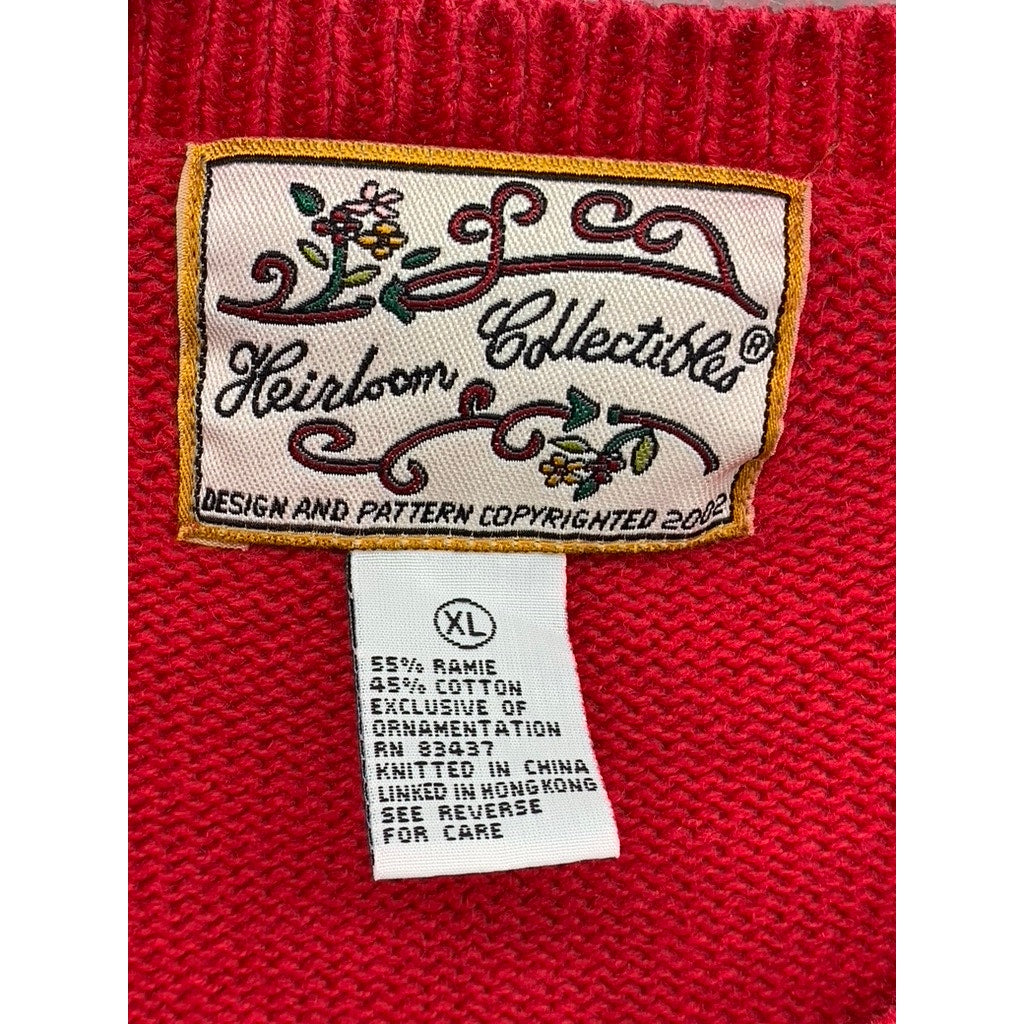 Heirloom Collectibles®
DESIGN AND PATTERN COPYRIGHTED 2002
XL
55% RAMIE
45% COTTON
EXCLUSIVE OF
ORNAMENTATION
RN 83437
KNITTED IN CHINA
LINKED IN HONGKONG
SEE REVERSE
FOR CARE